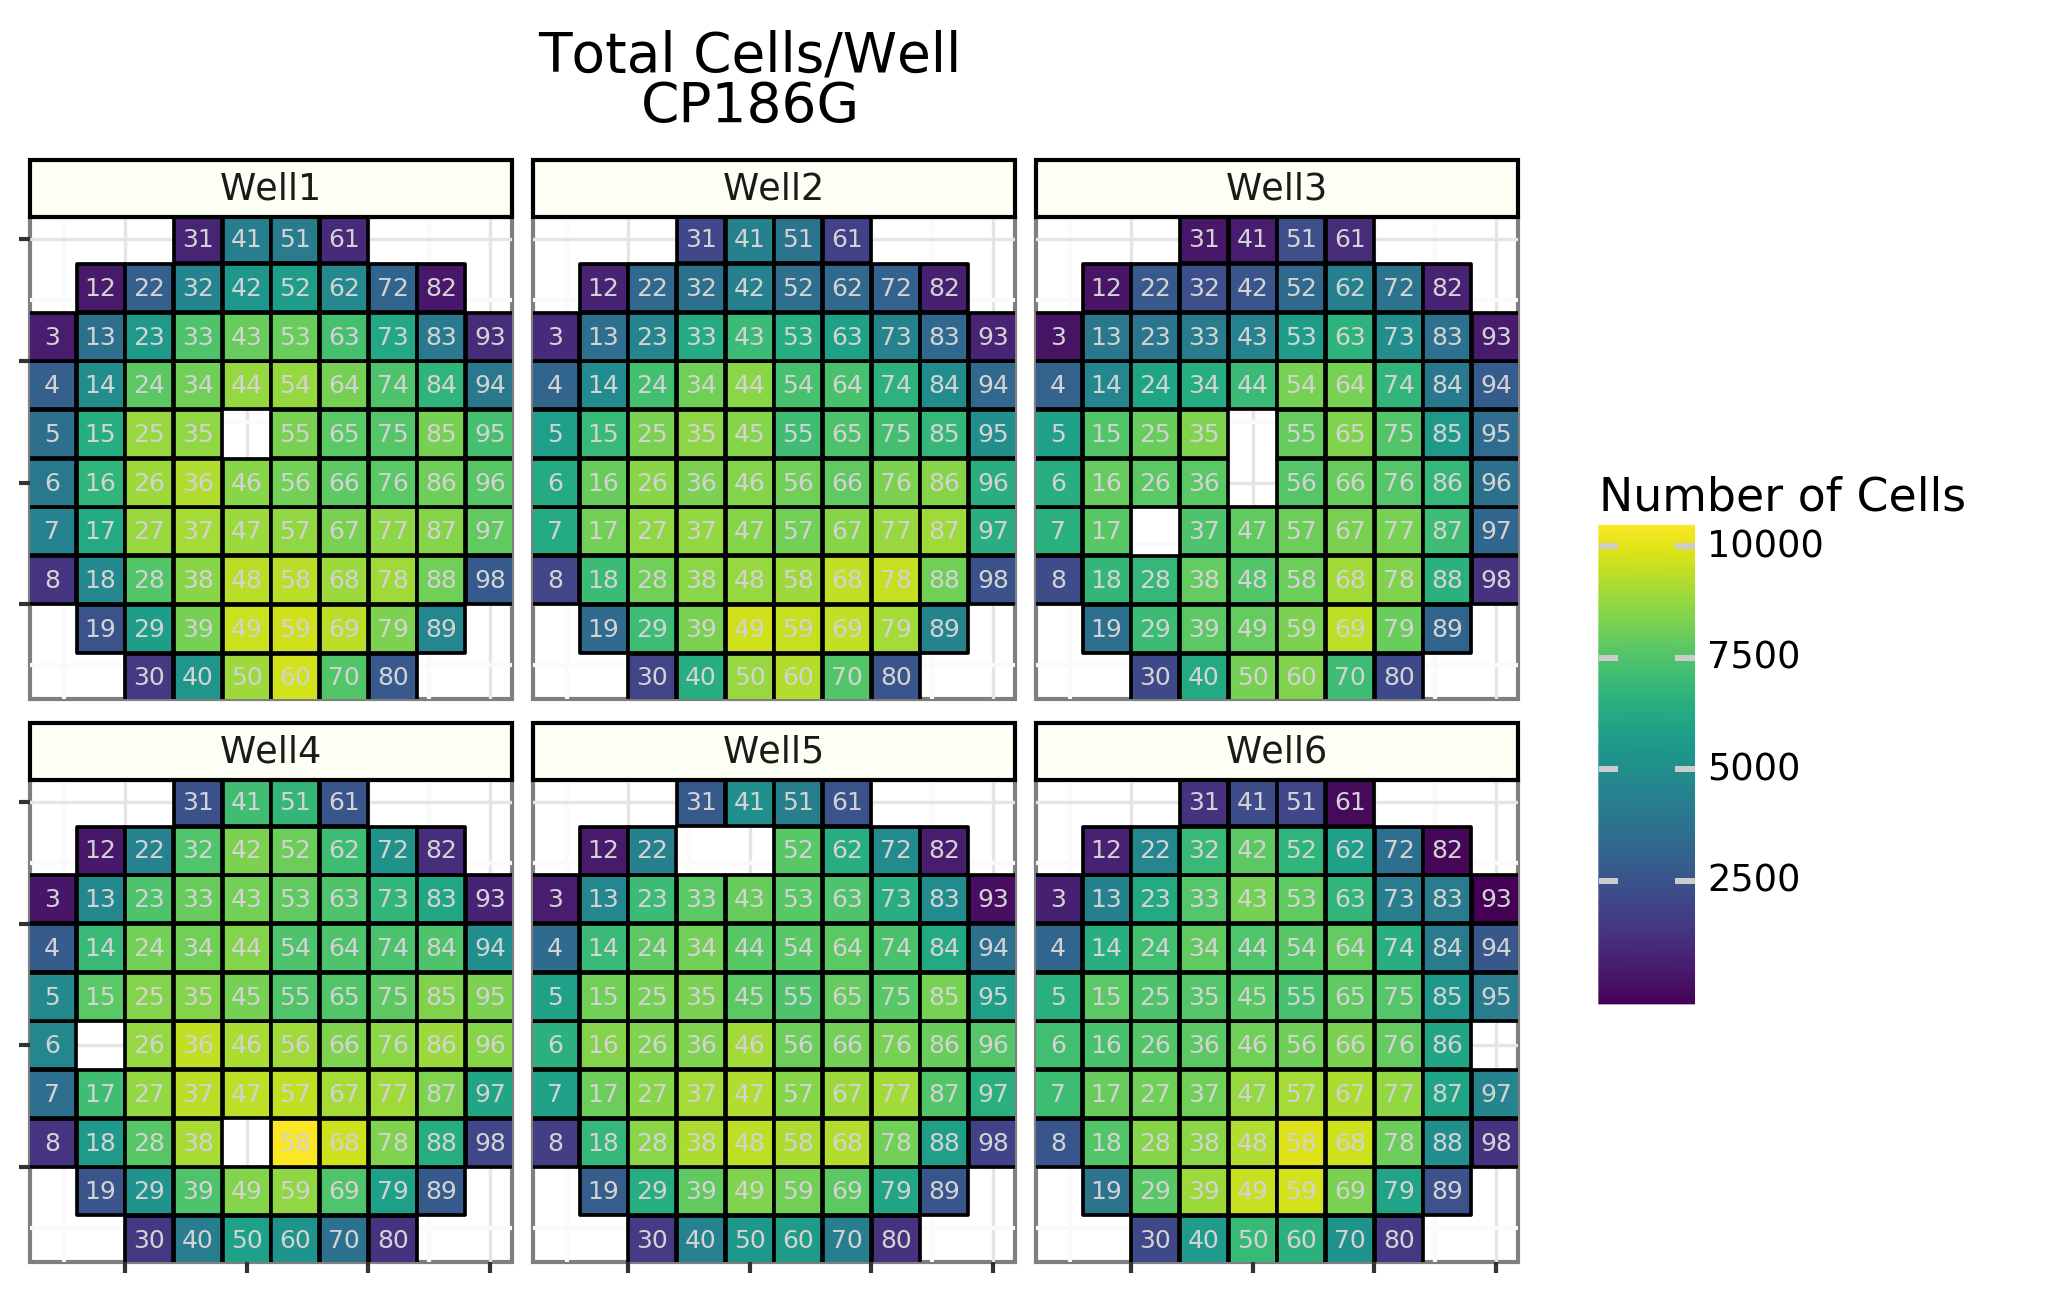 Total Cells/Well
CP186G
Well1 Well2 Well3
31 41 51 61 31 41 51 61 31 41 51 61
12 22 32 42 52 62 72 82 12 22 32 42 52 62 72 82 12 22 32 42 52 62 72 82
3 13 23 33 43 53 63 73 83 93 3 13 23 33 43 53 63 73 83 93 3 13 23 33 43 53 63 73 83 93
4 14 24 34 44 54 64 74 84 94 4 14 24 34 44 54 64 74 84 94 4 14 24 34 44 54 64 74 84 94
5 15 25 35 55 65 75 85 95 5 15 25 35 45 55 65 75 85 95 5 15 25 35 55 65 75 85 95
6 16 26 36 46 56 66 76 86 96 6 16 26 36 46 56 66 76 86 96 6 16 26 36 56 66 76 86 96
7 17 27 37 47 57 67 77 87 97 7 17 27 37 47 57 67 77 87 97 7 17 37 47 57 67 77 87 97
8 18 28 38 48 58 68 78 88 98 8 18 28 38 48 58 68 78 88 98 8 18 28 38 48 58 68 78 88 98
19 29 39 49 59 69 79 89 19 29 39 49 59 69 79 89 19 29 39 49 59 69 79 89
30 40 50 60 70 80 30 40 50 60 70 80 30 40 50 60 70 80
Well4 Well5 Well6
31 41 51 61 31 41 51 61 31 41 51 61
12 22 32 42 52 62 72 82 12 22 52 62 72 82 12 22 32 42 52 62 72 82
3 13 23 33 43 53 63 73 83 93 3 13 23 33 43 53 63 73 83 93 3 13 23 33 43 53 63 73 83 93
4 14 24 34 44 54 64 74 84 94 4 14 24 34 44 54 64 74 84 94 4 14 24 34 44 54 64 74 84 94
5 15 25 35 45 55 65 75 85 95 5 15 25 35 45 55 65 75 85 95 5 15 25 35 45 55 65 75 85 95
6 26 36 46 56 66 76 86 96 6 16 26 36 46 56 66 76 86 96 6 16 26 36 46 56 66 76 86
7 17 27 37 47 57 67 77 87 97 7 17 27 37 47 57 67 77 87 97 7 17 27 37 47 57 67 77 87 97
8 18 28 38 58 68 78 88 98 8 18 28 38 48 58 68 78 88 98 8 18 28 38 48 58 68 78 88 98
19 29 39 49 59 69 79 89 19 29 39 49 59 69 79 89 19 29 39 49 59 69 79 89
30 40 50 60 70 80 30 40 50 60 70 80 30 40 50 60 70 80
Number of Cells
10000
7500
5000
2500